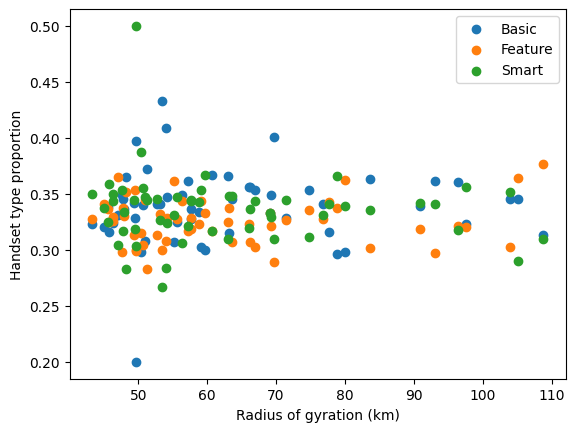 Basic
Feature
Smart
Handset type proportion
0.50
0.45
0.40
0.35
0.30
0.25
0.20
50 60 70 80 90 100 110
Radius of gyration (km)